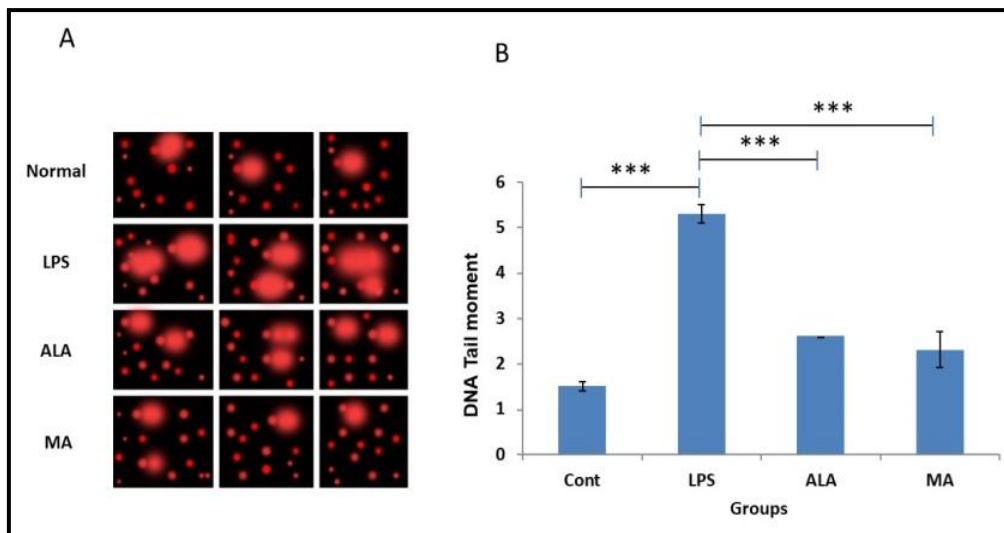 A
Normal
LPS
ALA
MA
B
***
***
***
DNA Tail moment
6
5
4
3
2
1
0
Cont LPS ALA MA
Groups